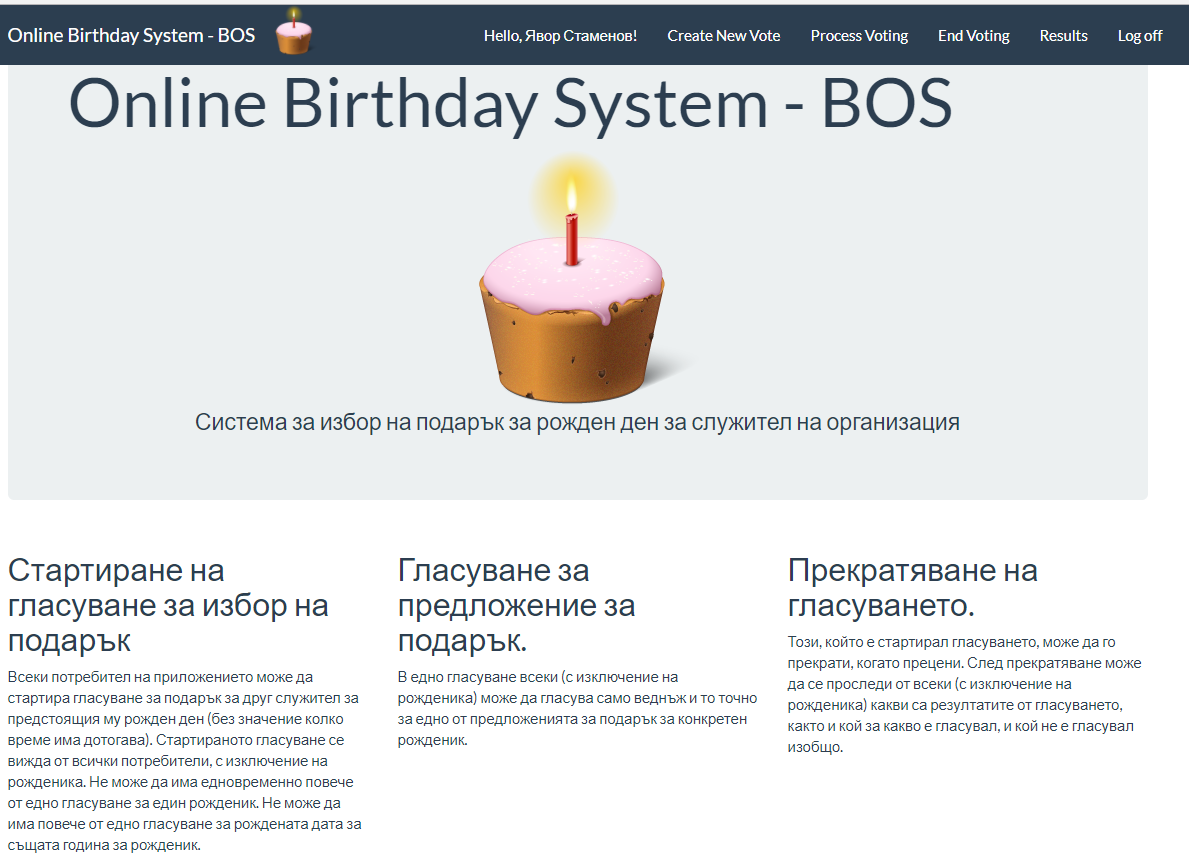 Online Birthday System - BOS
Hello, Явор Стаменов! Create New Vote Process Voting End Voting Results Log off
Online Birthday System - BOS
Система за избор на подарък за рожден ден за служител на организация
Стартиране на
гласуване за избор на
подарък
Всеки потребител на приложението може да
стартира гласуване за подарък за друг служител за
предстоящия му рожден ден (без значение колко
време има дотогава). Стартираното гласуване се
вижда от всички потребители, с изключение на
рожденика. Не може да има едновременно повече
от едно гласуване за един рожденик. Не може да
има повече от едно гласуване за рождената дата за
същата година за рожденик.
Гласуване за
предложение за
подарък.
В едно гласуване всеки (с изключение на
рожденика) може да гласува само веднъж и то точно
за едно от предложенията за подарък за конкретен
рожденик.
Прекратяване на
гласуването.
Този, който е стартирал гласуването, може да го
прекрати, когато прецени. След прекратяване може
да се проследи от всеки (с изключение на
рожденика) какви са резултатите от гласуването,
както и кой за какво е гласувал, и кой не е гласувал
изобщо.